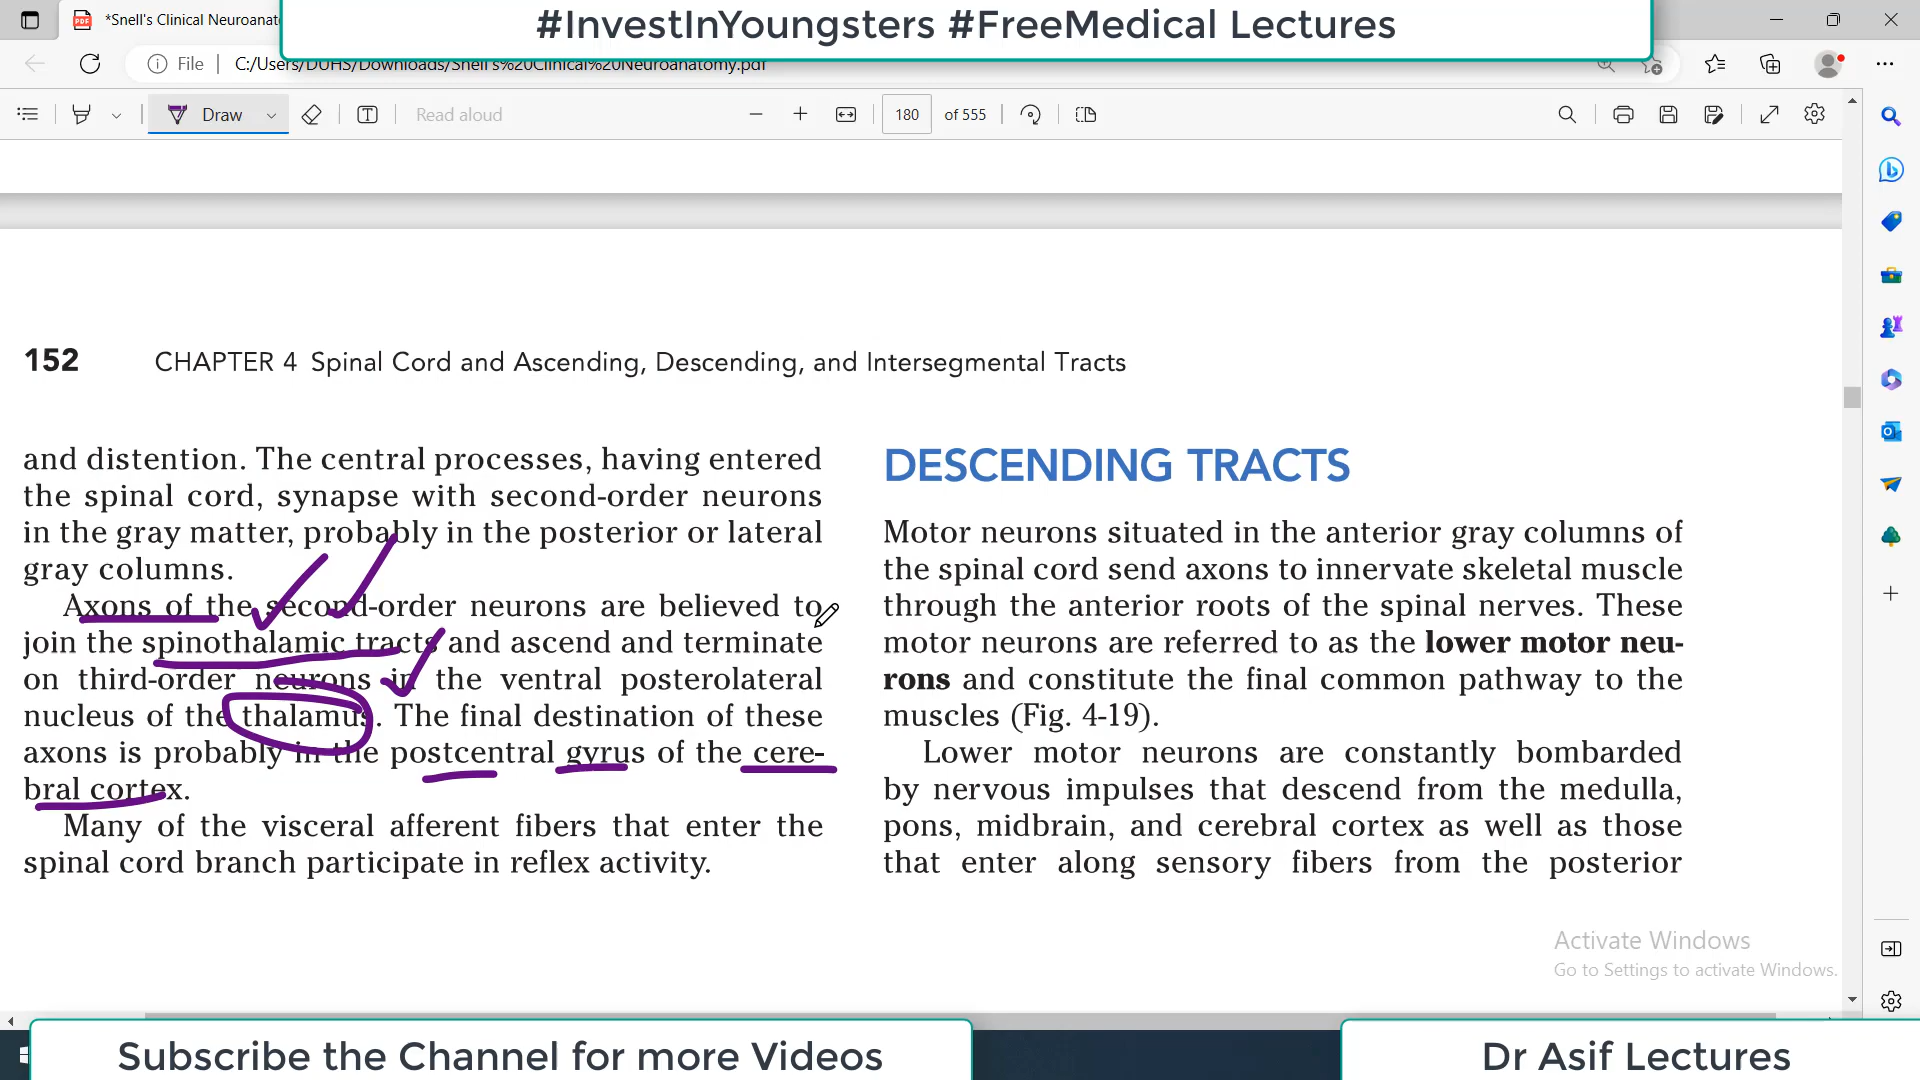 *Snell's Clinical Neuroanat
#InvestInYoungsters #FreeMedical Lectures
File
C:/Users/DUHS/Downloads/Snell's%20Clinical%20Neuroanatomy.pdf
Draw
Read aloud
180 of 555
152 CHAPTER 4 Spinal Cord and Ascending, Descending, and Intersegmental Tracts
and distention. The central processes, having entered
the spinal cord, synapse with second-order neurons
in the gray matter, probably in the posterior or lateral
gray columns.
Axons of the second-order neurons are believed to
join the spinothalamic tracts and ascend and terminate
on third-order neurons in the ventral posterolateral
nucleus of the thalamus. The final destination of these
axons is probably in the postcentral gyrus of the cere-
bral cortex.
Many of the visceral afferent fibers that enter the
spinal cord branch participate in reflex activity.
DESCENDING TRACTS
Motor neurons situated in the anterior gray columns of
the spinal cord send axons to innervate skeletal muscle
through the anterior roots of the spinal nerves. These
motor neurons are referred to as the lower motor neu-
rons and constitute the final common pathway to the
muscles (Fig. 4-19).
Lower motor neurons are constantly bombarded
by nervous impulses that descend from the medulla,
pons, midbrain, and cerebral cortex as well as those
that enter along sensory fibers from the posterior
Activate Windows
Go to Settings to activate Windows.
Subscribe the Channel for more Videos
Dr Asif Lectures